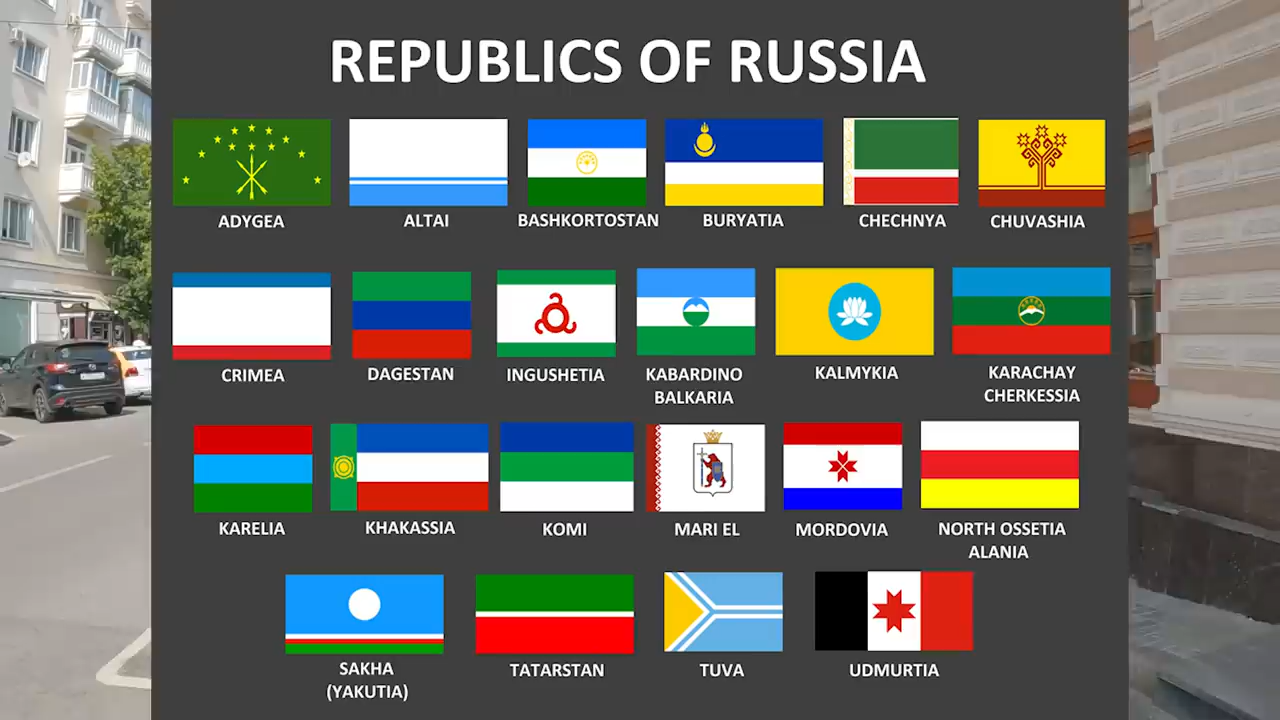 REPUBLICS OF RUSSIA
ADYGEA
ALTAI
BASHKORTOSTAN
BURYATIA
CHECHNYA
CHUVASHIA
CRIMEA
DAGESTAN
INGUSHETIA
KABARDINO
BALKARIA
KALMYKIA
KARACHAY
CHERKESSIA
KARELIA
KHAKASSIA
KOMI
MARI EL
MORDOVIA
NORTH OSSETIA
ALANIA
SAKHA
(YAKUTIA)
TATARSTAN
TUVA
UDMURTIA